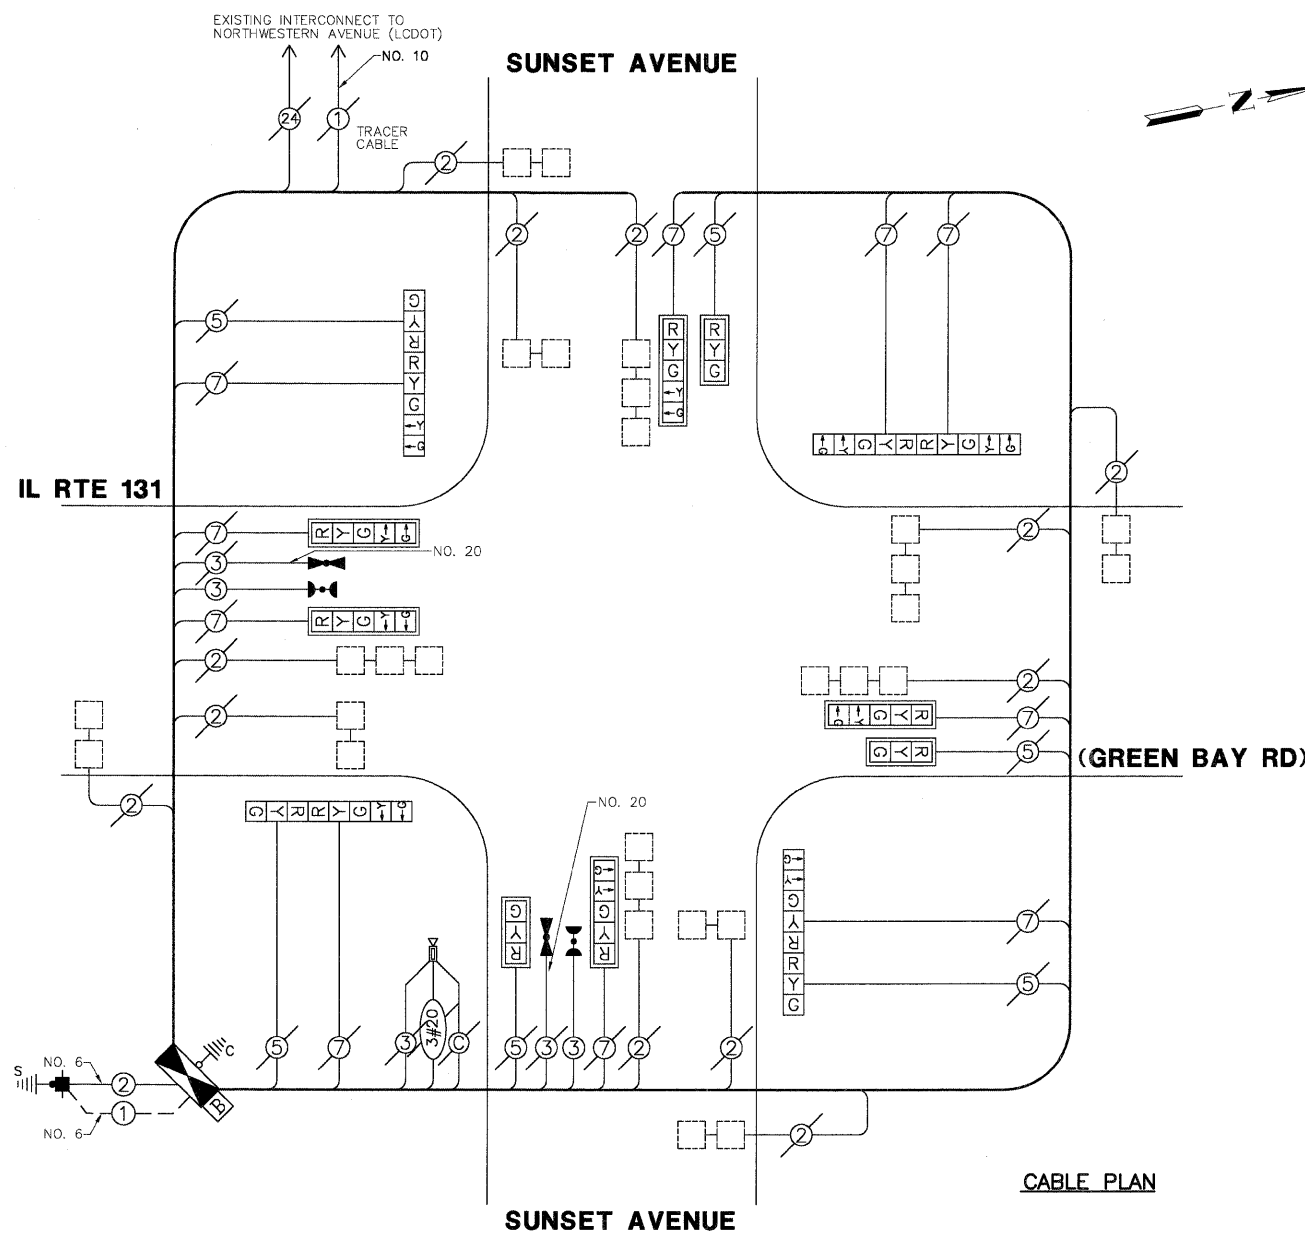 EXISTING INTERCONNECT TO
NORTHWESTERN AVENUE (LCDOT)
NO. 10
SUNSET AVENUE
N
24
1
TRACER
CABLE
2
2
2
7
5
7
7
5
G
Y
R
R
Y
G
Y
G
7
R
Y
G
Y
G
R
Y
G
G Y G Y R R Y G Y G
2
IL RTE 131
7
R Y G Y G
2
3
NO. 20
3
7
R Y G Y G
2
2
2
G Y G Y R
7
G Y R
5
(GREEN BAY RD)
2
NO. 20
G Y R R Y G Y G
G
Y
G
Y
R
R
Y
G
7
5
G
Y
R
G
Y
G
Y
R
5
7
3
3#20
C
5
3
3
7
2
2
C
S
NO. 6
2
1
B
NO. 6
2
CABLE PLAN
SUNSET AVENUE